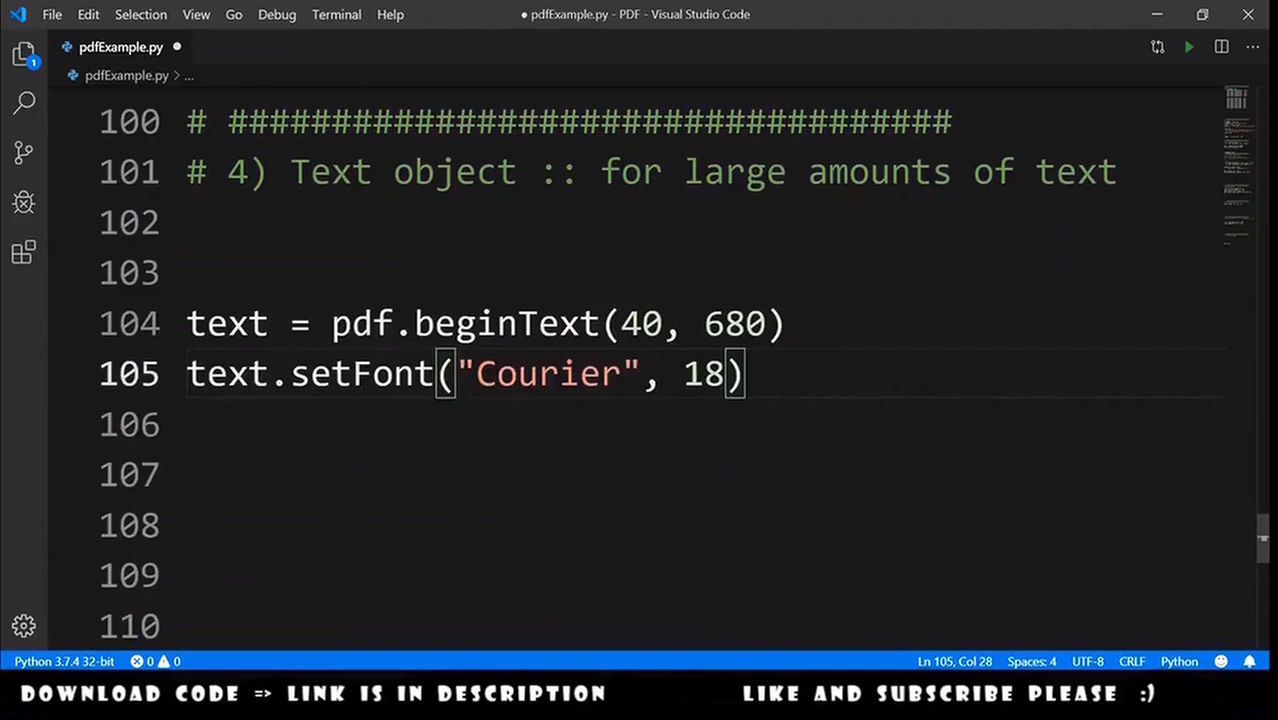 File Edit Selection View Go Debug Terminal Help ● pdfExample.py - PDF - Visual Studio Code
pdfExample.py ●
pdfExample.py > ...
100 # ###################################
101 # 4) Text object :: for large amounts of text
102
103
104 text = pdf.beginText(40, 680)
105 text.setFont("Courier", 18)
106
107
108
109
110
1
Python 3.7.4 32-bit 0 0 Ln 105, Col 28 Spaces: 4 UTF-8 CRLF Python
DOWNLOAD CODE => LINK IS IN DESCRIPTION LIKE AND SUBSCRIBE PLEASE :)